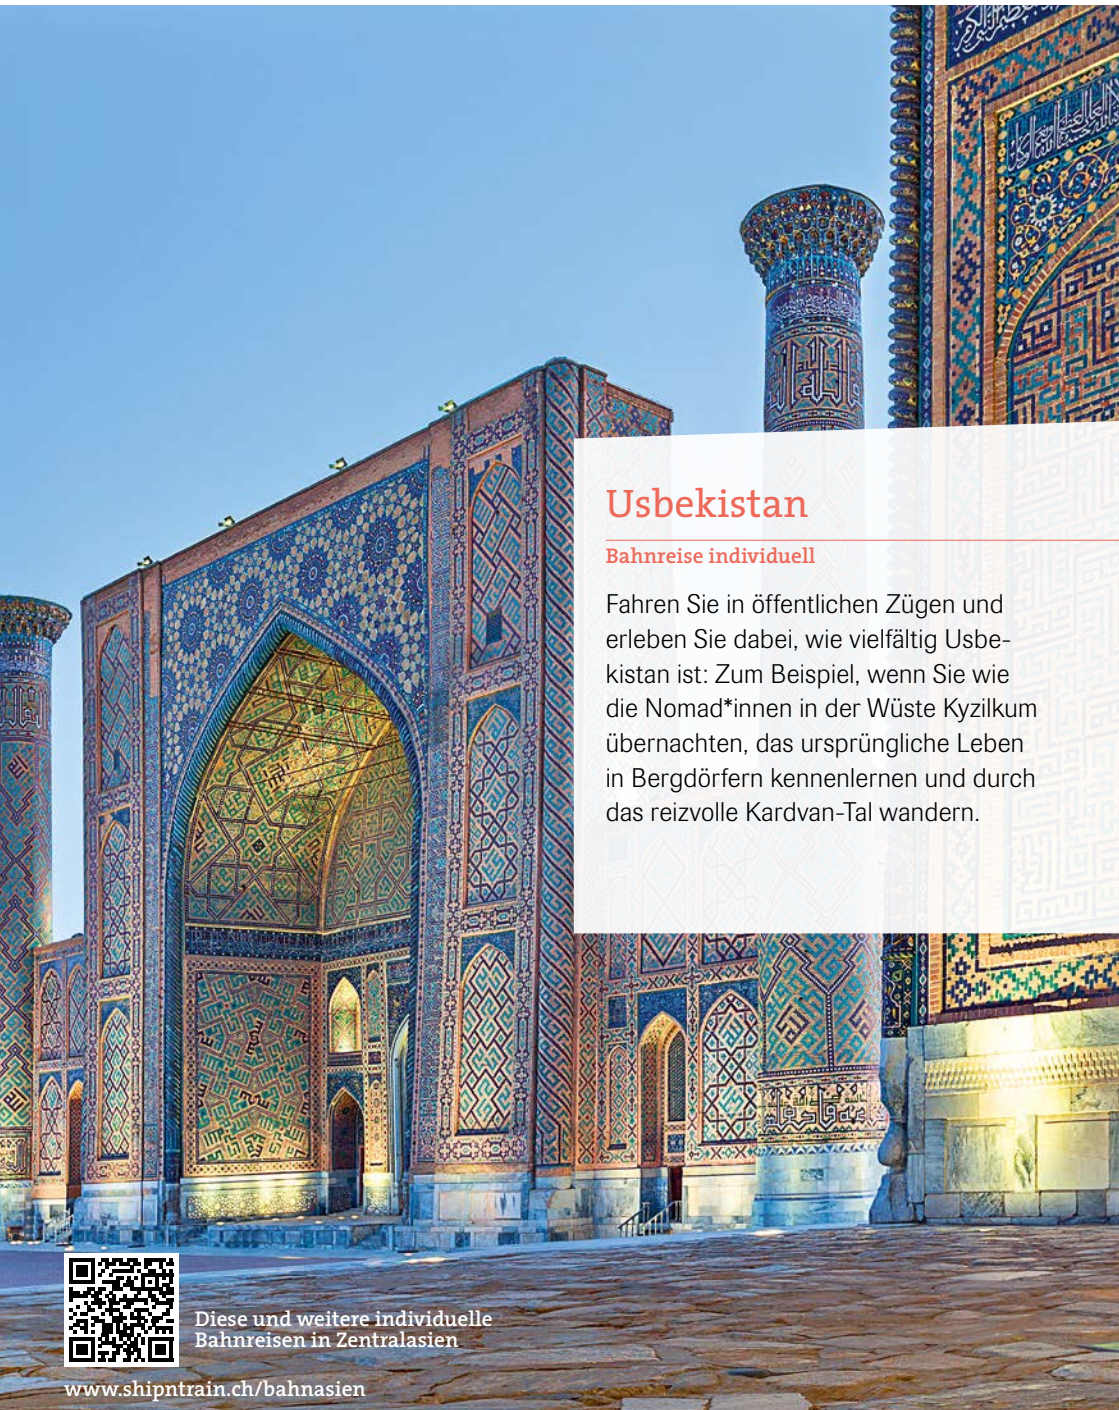 Usbekistan
Bahnreise individuell
Fahren Sie in öffentlichen Zügen und
erleben Sie dabei, wie vielfältig Usbe-
kistan ist: Zum Beispiel, wenn Sie wie
die Nomad*innen in der Wüste Kyzilkum
übernachten, das ursprüngliche Leben
in Bergdörfern kennenlernen und durch
das reizvolle Kardvan-Tal wandern.
Diese und weitere individuelle
Bahnreisen in Zentralasien
www.shipntrain.ch/bahnasien